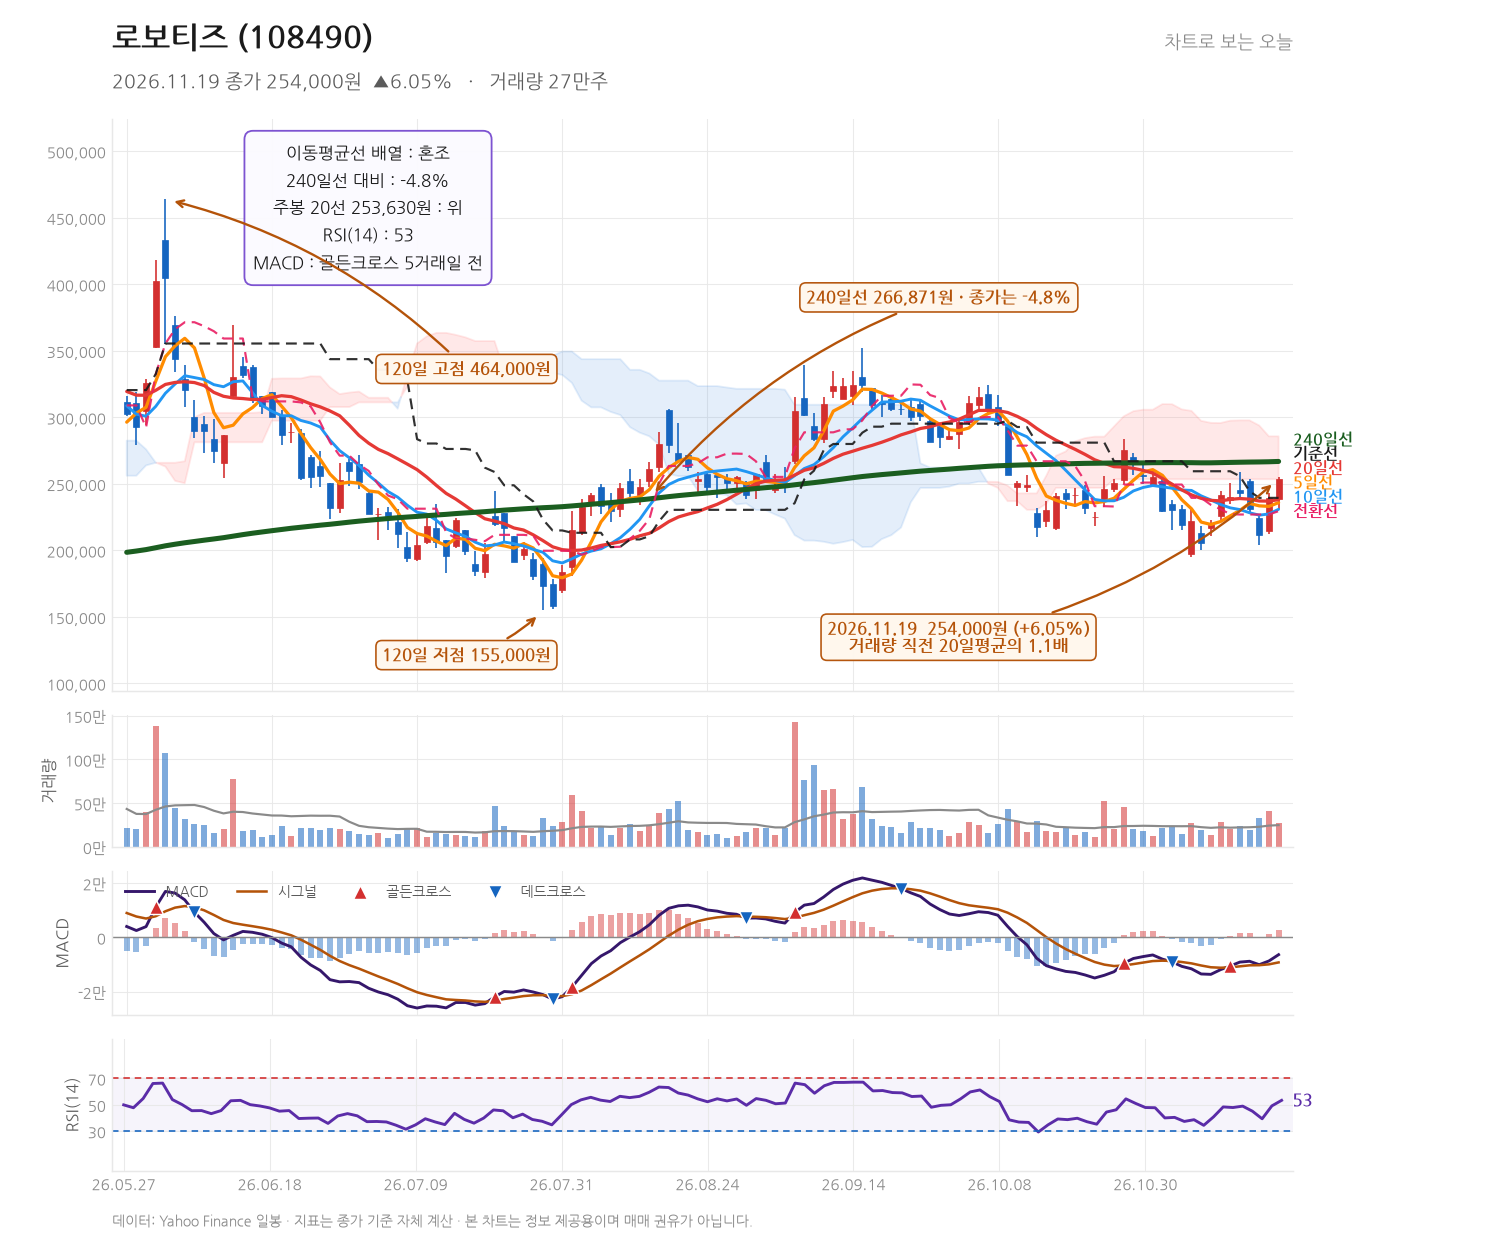 로보티즈 (108490)
차트로 보는 오늘
2026.11.19 종가 254,000원 ▲6.05% · 거래량 27만주
이동평균선 배열 : 혼조
240일선 대비 : -4.8%
주봉 20선 253,630원 : 위
RSI(14) : 53
MACD : 골든크로스 5거래일 전
240일선 266,871원 · 종가는 -4.8%
120일 고점 464,000원
120일 저점 155,000원
2026.11.19 254,000원 (+6.05%)
거래량 직전 20일평균의 1.1배
500,000
450,000
400,000
350,000
300,000
250,000
200,000
150,000
100,000
240일선
기준선
20일선
5일선
10일선
전환선
거래량
150만
100만
50만
0만
MACD
2만
0
-2만
MACD
시그널
골든크로스
데드크로스
RSI(14)
70
50
30
53
26.05.27
26.06.18
26.07.09
26.07.31
26.08.24
26.09.14
26.10.08
26.10.30
데이터: Yahoo Finance 일봉 · 지표는 종가 기준 자체 계산 · 본 차트는 정보 제공용이며 매매 권유가 아닙니다.